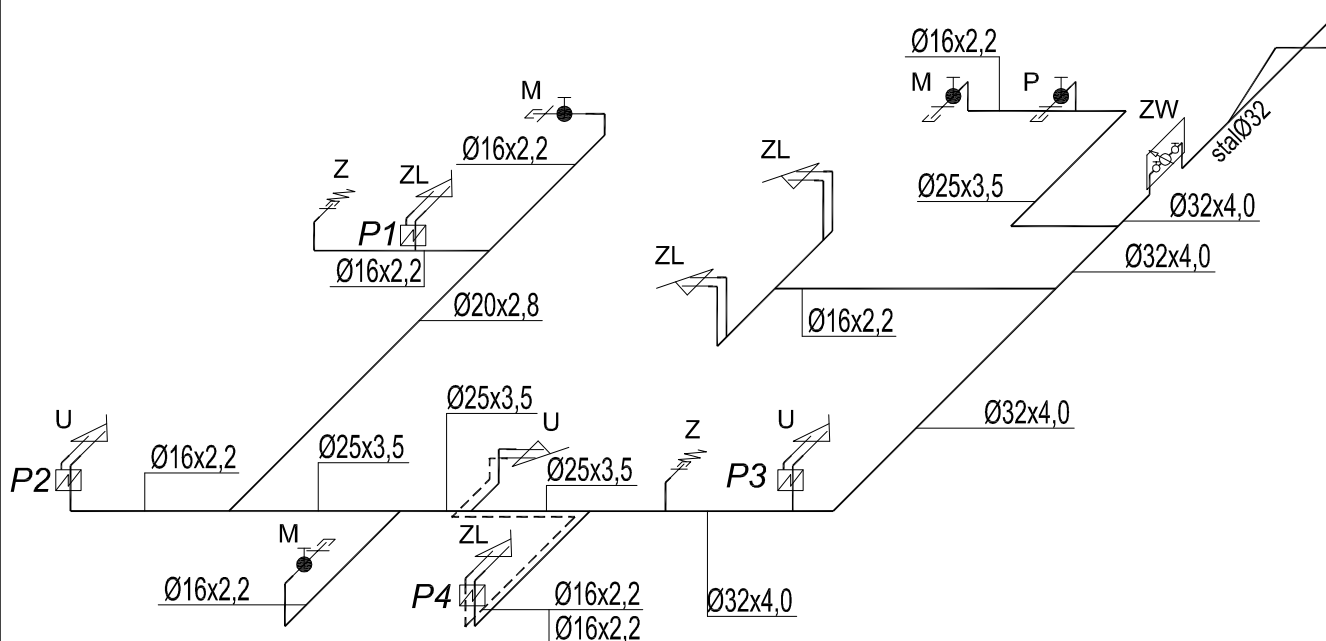 Ø16x2,2
M
M
P
ZW
stalØ32
Ø16x2,2
ZL
Z
ZL
Ø25x3,5
Ø32x4,0
P1
Ø32x4,0
ZL
Ø16x2,2
Ø20x2,8
Ø16x2,2
Ø25x3,5
Ø32x4,0
U
U
Z
U
Ø16x2,2
Ø25x3,5
Ø25x3,5
P2
P3
M
ZL
Ø16x2,2
P4
Ø16x2,2
Ø32x4,0
Ø16x2,2